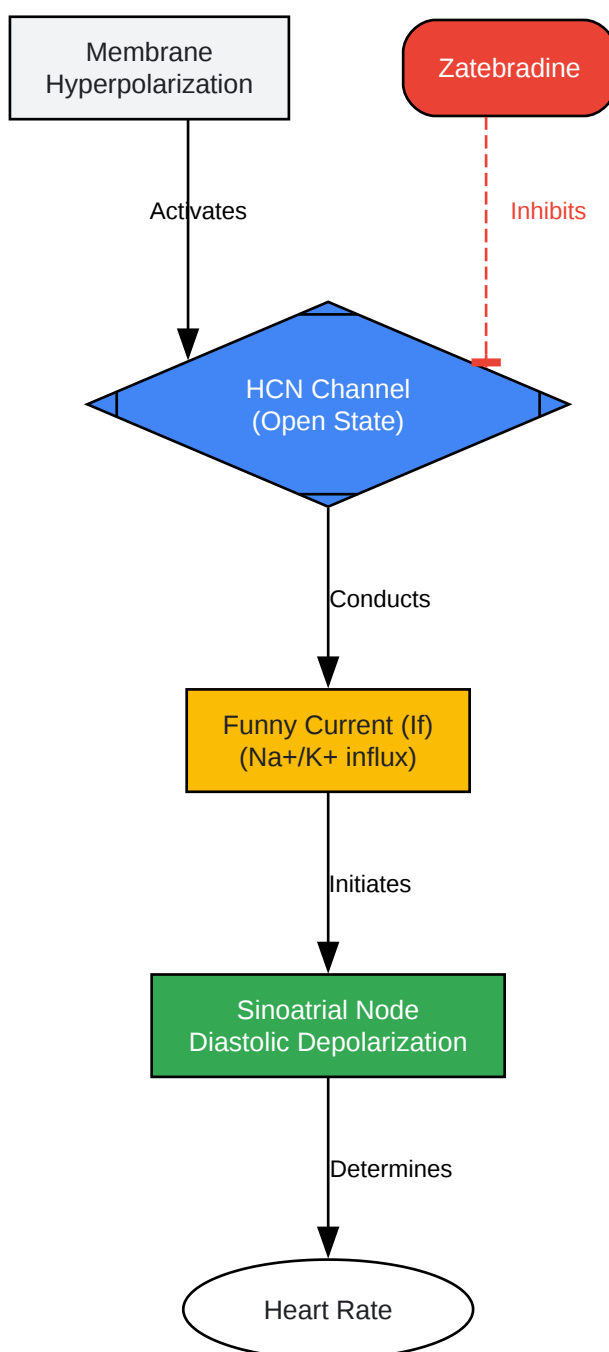 Membrane
Hyperpolarization
Zatebradine
Activates
Inhibits
HCN Channel
(Open State)
Conducts
Funny Current (If)
(Na+/K+ influx)
Initiates
Sinoatrial Node
Diastolic Depolarization
Determines
Heart Rate